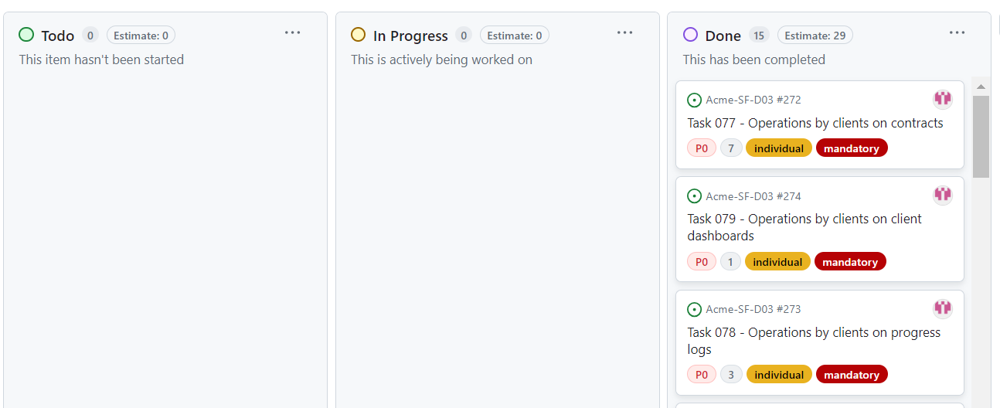 Todo 0 Estimate: 0 ...
This item hasn't been started
In Progress 0 Estimate: 0 ...
This is actively being worked on
Done 15 Estimate: 29 ...
This has been completed
Acme-SF-D03 #272
Task 077 - Operations by clients on contracts
P0 7 individual mandatory
Acme-SF-D03 #274
Task 079 - Operations by clients on client
dashboards
P0 1 individual mandatory
Acme-SF-D03 #273
Task 078 - Operations by clients on progress
logs
P0 3 individual mandatory